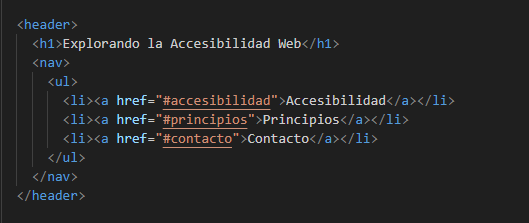 <header>
<h1>Explorando la Accesibilidad Web</h1>
<nav>
<ul>
<li><a href="#accesibilidad">Accesibilidad</a></li>
<li><a href="#principios">Principios</a></li>
<li><a href="#contacto">Contacto</a></li>
</ul>
</nav>
</header>